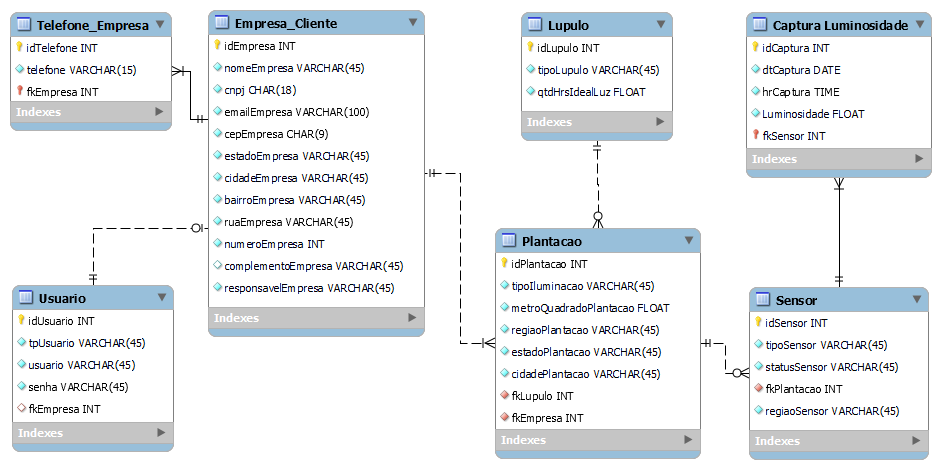 Telefone_Empresa
idTelefone INT
telefone VARCHAR(15)
fkEmpresa INT
Indexes
Empresa_Cliente
idEmpresa INT
nomeEmpresa VARCHAR(45)
cnpj CHAR(18)
emailEmpresa VARCHAR(100)
cepEmpresa CHAR(9)
estadoEmpresa VARCHAR(45)
cidadeEmpresa VARCHAR(45)
bairroEmpresa VARCHAR(45)
ruaEmpresa VARCHAR(45)
numeroEmpresa INT
complementoEmpresa VARCHAR(45)
responsavelEmpresa VARCHAR(45)
Indexes
Lupulo
idLupulo INT
tipoLupulo VARCHAR(45)
qtdHrsIdealLuz FLOAT
Indexes
Captura Luminosidade
idCaptura INT
dtCaptura DATE
hrCaptura TIME
Luminosidade FLOAT
fkSensor INT
Indexes
Usuario
idUsuario INT
tpUsuario VARCHAR(45)
usuario VARCHAR(45)
senha VARCHAR(45)
fkEmpresa INT
Indexes
Plantacao
idPlantacao INT
tipoIluminacao VARCHAR(45)
metroQuadradoPlantacao FLOAT
regiaoPlantacao VARCHAR(45)
estadoPlantacao VARCHAR(45)
cidadePlantacao VARCHAR(45)
fkLupulo INT
fkEmpresa INT
Indexes
Sensor
idSensor INT
tipoSensor VARCHAR(45)
statusSensor VARCHAR(45)
fkPlantacao INT
regiaoSensor VARCHAR(45)
Indexes